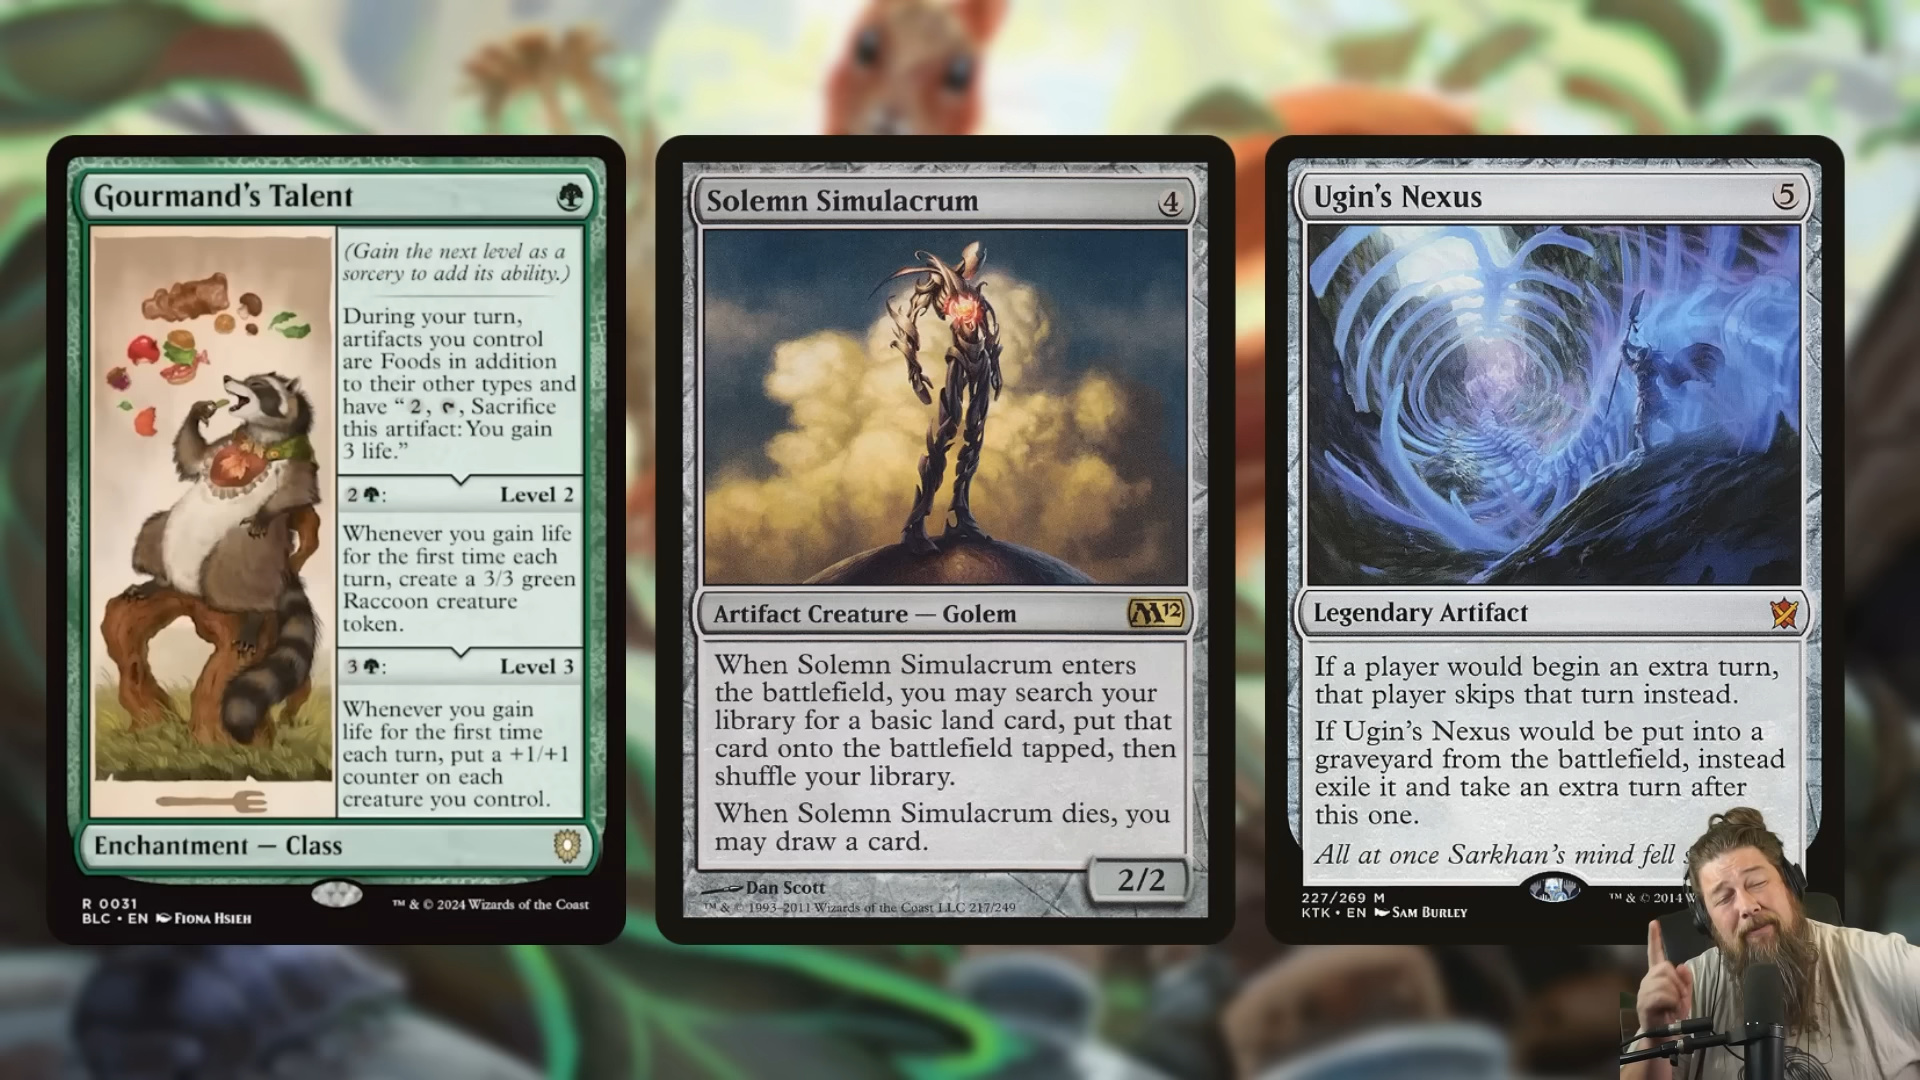 Gourmand's Talent
(Gain the next level as a
sorcery to add its ability.)
During your turn,
artifacts you control
are Foods in addition
to their other types and
have “2, , Sacrifice
this artifact: You gain
3 life.”
2 : Level 2
Whenever you gain life
for the first time each
turn, create a 3/3 green
Raccoon creature
token.
3 : Level 3
Whenever you gain
life for the first time
each turn, put a +1/+1
counter on each
creature you control.
Enchantment — Class
R 0031
BLC • EN Fiona Hsieh
™ & © 2024 Wizards of the Coast
Solemn Simulacrum 4
Artifact Creature — Golem M12
When Solemn Simulacrum enters
the battlefield, you may search your
library for a basic land card, put that
card onto the battlefield tapped, then
shuffle your library.
When Solemn Simulacrum dies, you
may draw a card.
2/2
Dan Scott
™ & © 1993–2011 Wizards of the Coast LLC 217/249
Ugin's Nexus 5
Legendary Artifact
If a player would begin an extra turn,
that player skips that turn instead.
If Ugin's Nexus would be put into a
graveyard from the battlefield, instead
exile it and take an extra turn after
this one.
All at once Sarkhan's mind fell
227/269 M
KTK • EN Sam Burley
™ & © 2014